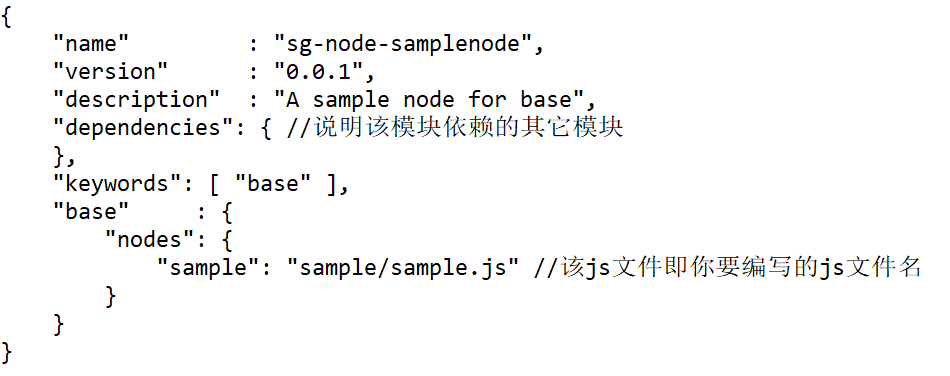 {
    "name"         : "sg-node-samplenode",
    "version"      : "0.0.1",
    "description"  : "A sample node for base",
    "dependencies": { //说明该模块依赖的其它模块
    },
    "keywords": [ "base" ],
    "base"     : {
        "nodes": {
            "sample": "sample/sample.js" //该js文件即你要编写的js文件名
        }
    }
}